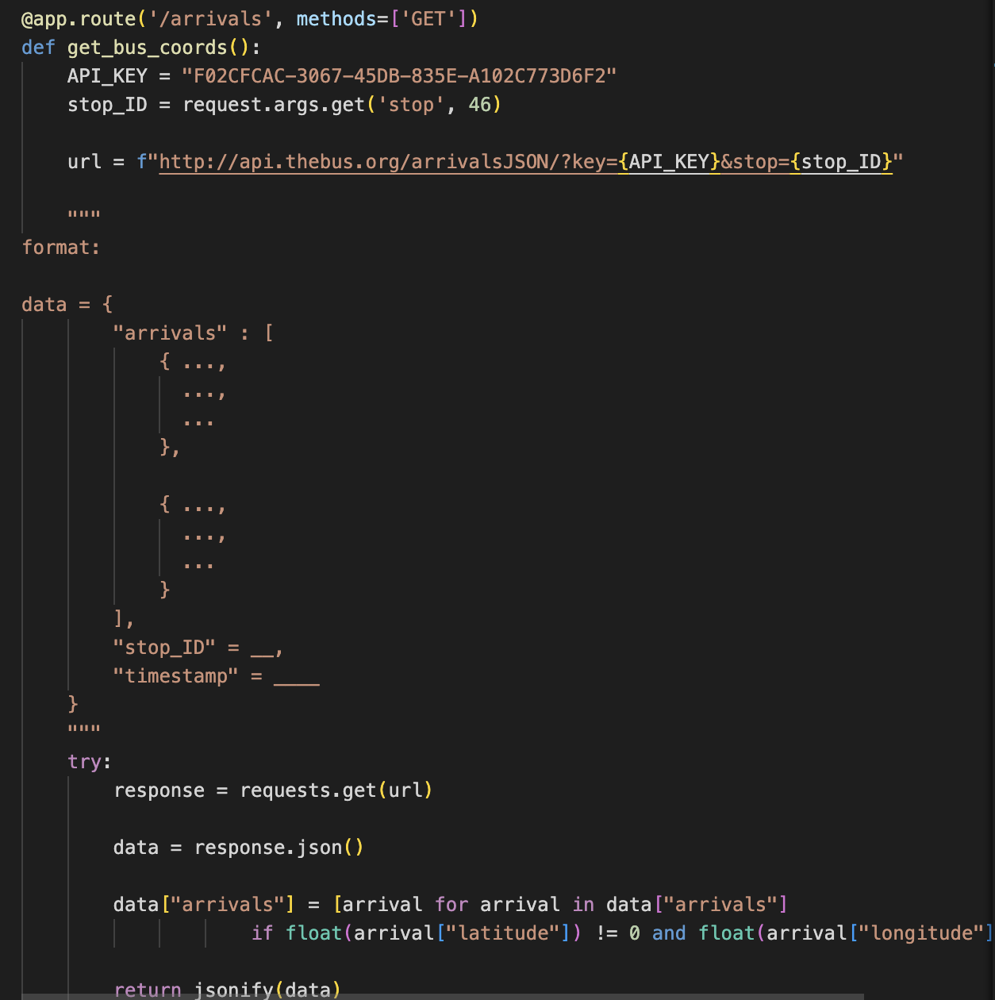 @app.route('/arrivals', methods=['GET'])
def get_bus_coords():
    API_KEY = "F02CFCAC-3067-45DB-835E-A102C773D6F2"
    stop_ID = request.args.get('stop', 46)

    url = f"http://api.thebus.org/arrivalsJSON/?key={API_KEY}&stop={stop_ID}"

    """
format:

data = {
        "arrivals" : [
            { ...,
              ...,
              ...
            },

            { ...,
              ...,
              ...
            }
        ],
        "stop_ID" = __,
        "timestamp" = ____
    }
    """
    try:
        response = requests.get(url)

        data = response.json()

        data["arrivals"] = [arrival for arrival in data["arrivals"]
                    if float(arrival["latitude"]) != 0 and float(arrival["longitude"]

        return jsonify(data)